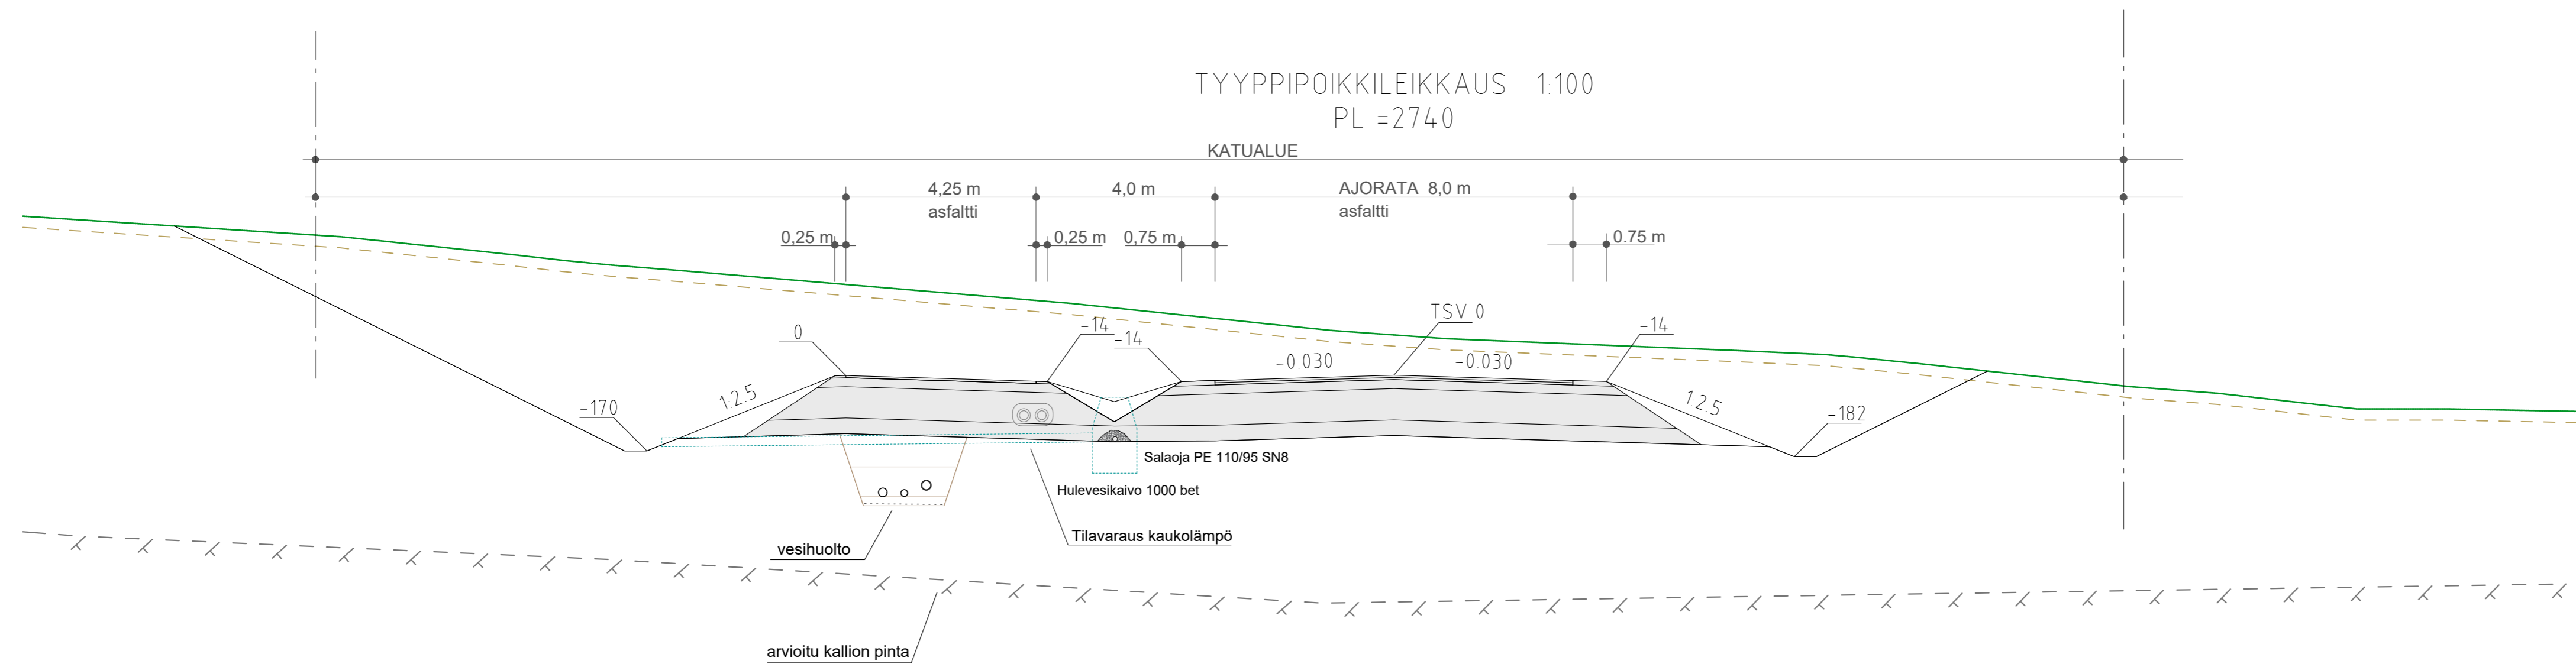 TYYPPIPOIKKILEIKKAUS 1:100
PL =2740
KATUALUE
4,25 m
asfaltti
4,0 m
AJORATA 8,0 m
asfaltti
0,25 m
0,25 m
0,75 m
0.75 m
TSV 0
0
-14
-14
-14
-0.030
-0.030
1:2.5
1:2.5
-170
-182
Salaoja PE 110/95 SN8
Hulevesikaivo 1000 bet
Tilavaraus kaukolämpö
vesihuolto
arvioitu kallion pinta